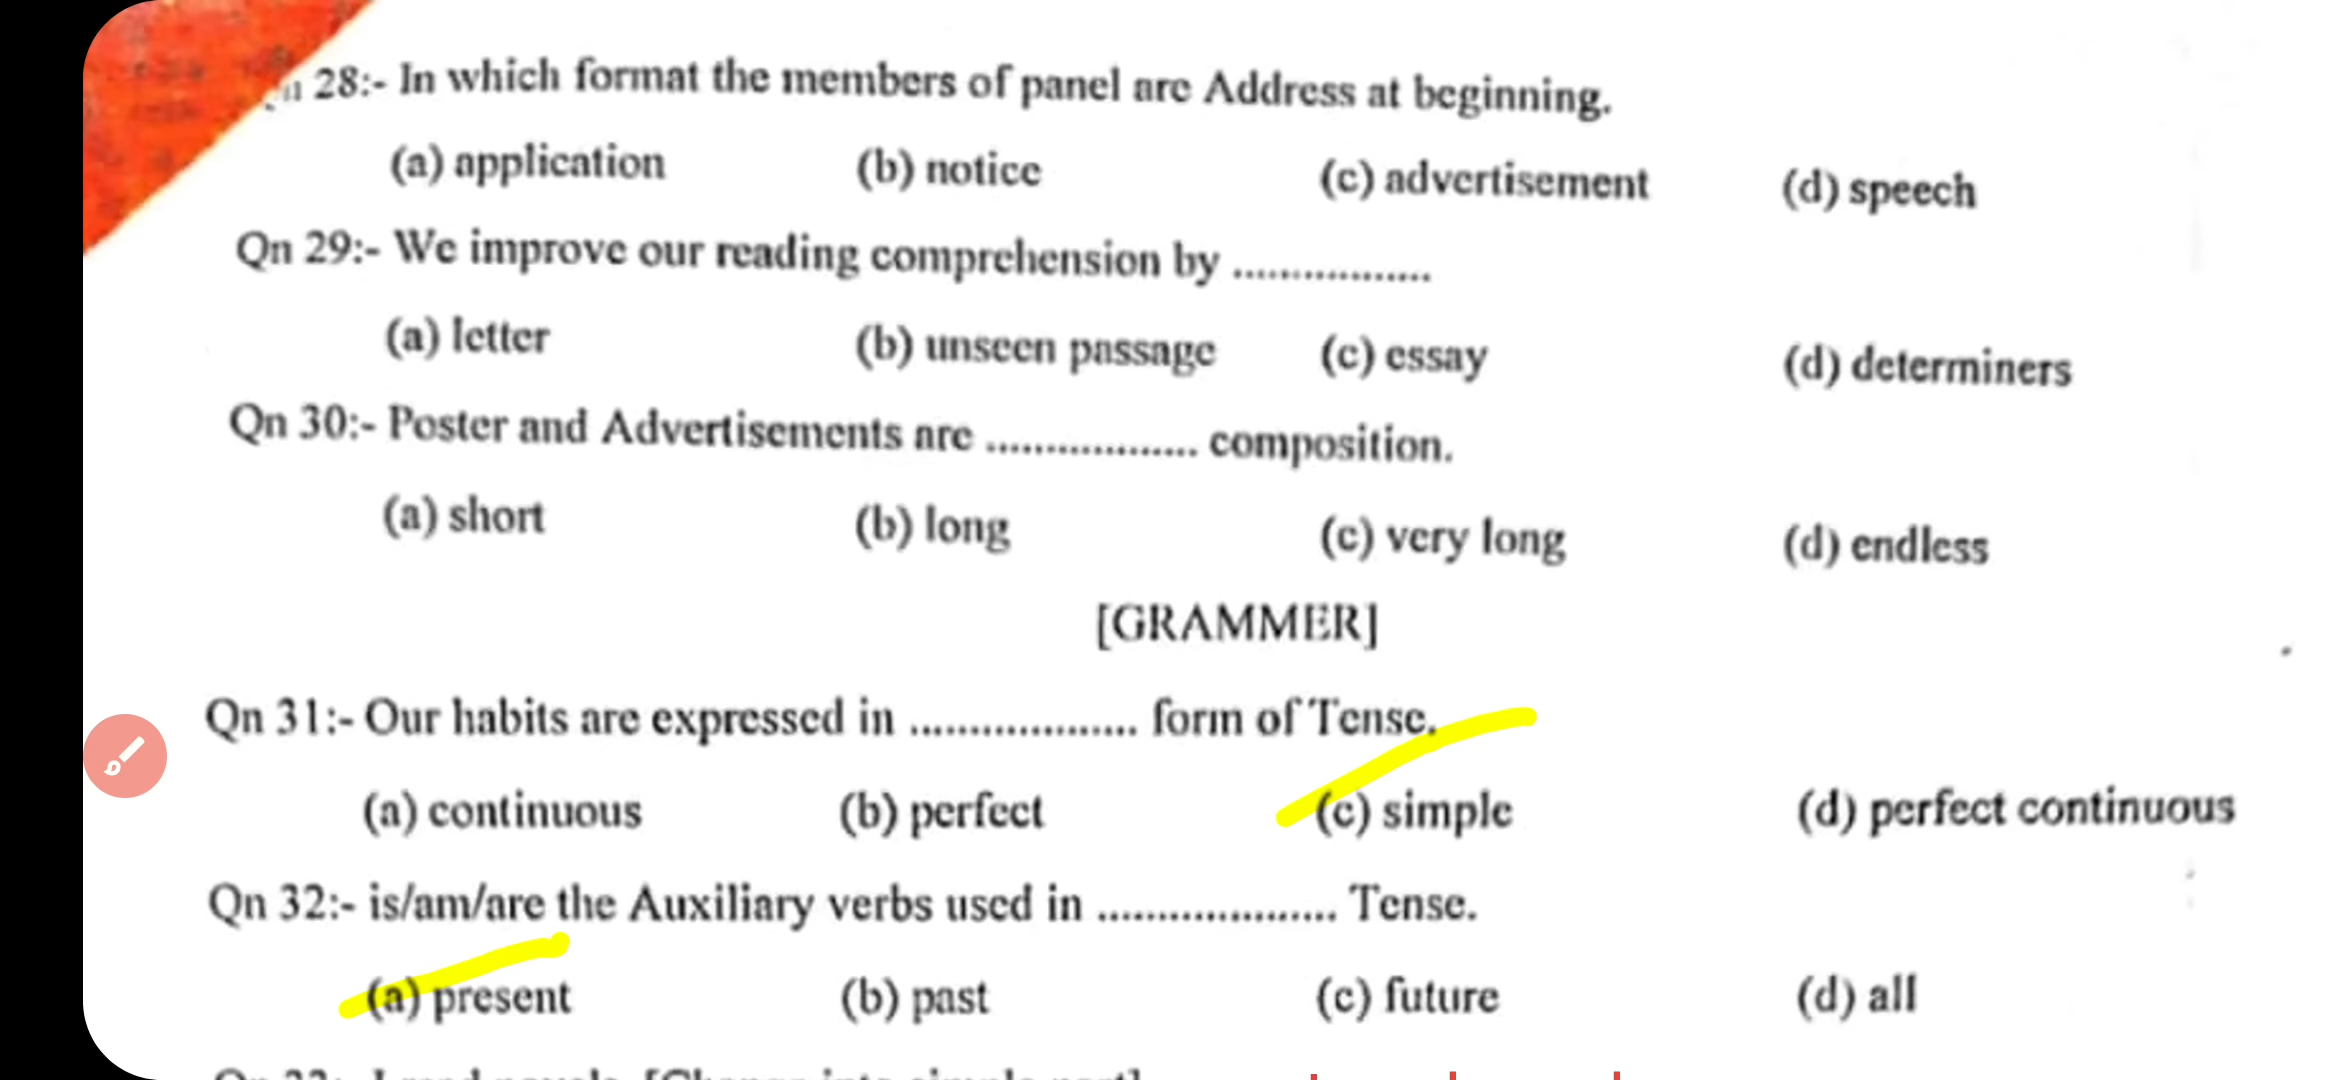 28:- In which format the members of panel are Address at beginning.
(a) application (b) notice (c) advertisement (d) speech
Qn 29:- We improve our reading comprehension by .................
(a) letter (b) unseen passage (c) essay (d) determiners
Qn 30:- Poster and Advertisements are .................. composition.
(a) short (b) long (c) very long (d) endless
[GRAMMER]
Qn 31:- Our habits are expressed in ................... form of Tense.
(a) continuous (b) perfect (c) simple (d) perfect continuous
Qn 32:- is/am/are the Auxiliary verbs used in .................... Tense.
(a) present (b) past (c) future (d) all